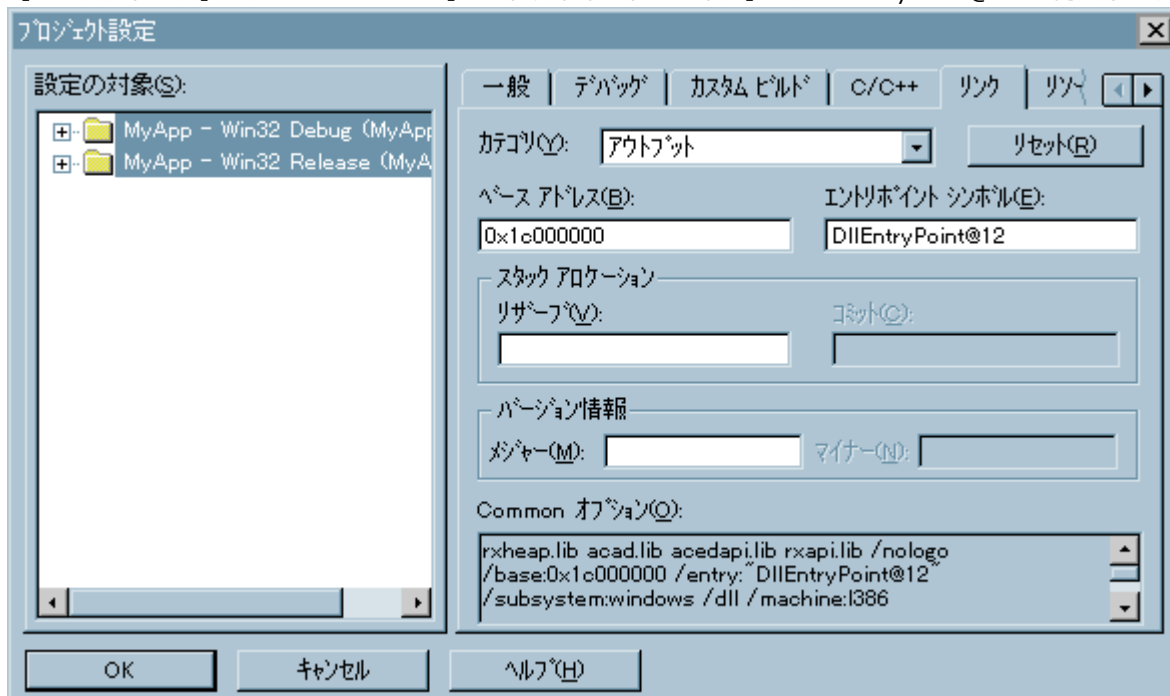 プロジェクト設定
設定の対象(S):
MyApp - Win32 Debug (MyApp
MyApp - Win32 Release (MyA
一般 デバッグ カスタム ビルド C/C++ リンク リソー
カテゴリ(Y): アウトプット リセット(R)
ベース アドレス(B): エントリポイント シンボル(E):
0x1c000000 DllEntryPoint@12
スタック アロケーション
リザーブ(V): コミット(C):
バージョン情報
メジャー(M): マイナー(N):
Common オプション(O):
rxheap.lib acad.lib acedapi.lib rxapi.lib /nologo
/base:0x1c000000 /entry:"DllEntryPoint@12"
/subsystem:windows /dll /machine:I386
OK キャンセル ヘルプ(H)